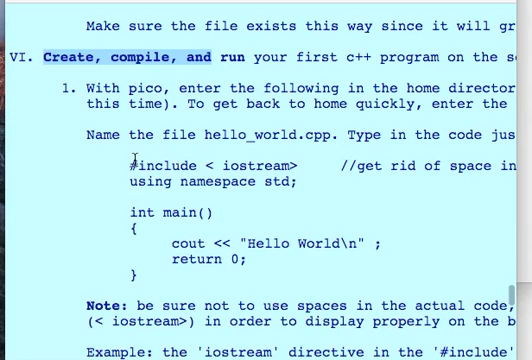 Make sure the file exists this way since it will gr
VI. Create, compile, and run your first c++ program on the s
1. With pico, enter the following in the home director
this time). To get back to home quickly, enter the
Name the file hello_world.cpp. Type in the code jus
#include < iostream> //get rid of space in
using namespace std;
int main()
{
cout << "Hello World\n" ;
return 0;
}
Note: be sure not to use spaces in the actual code,
(< iostream>) in order to display properly on the b
Example: the 'iostream' directive in the '#include'